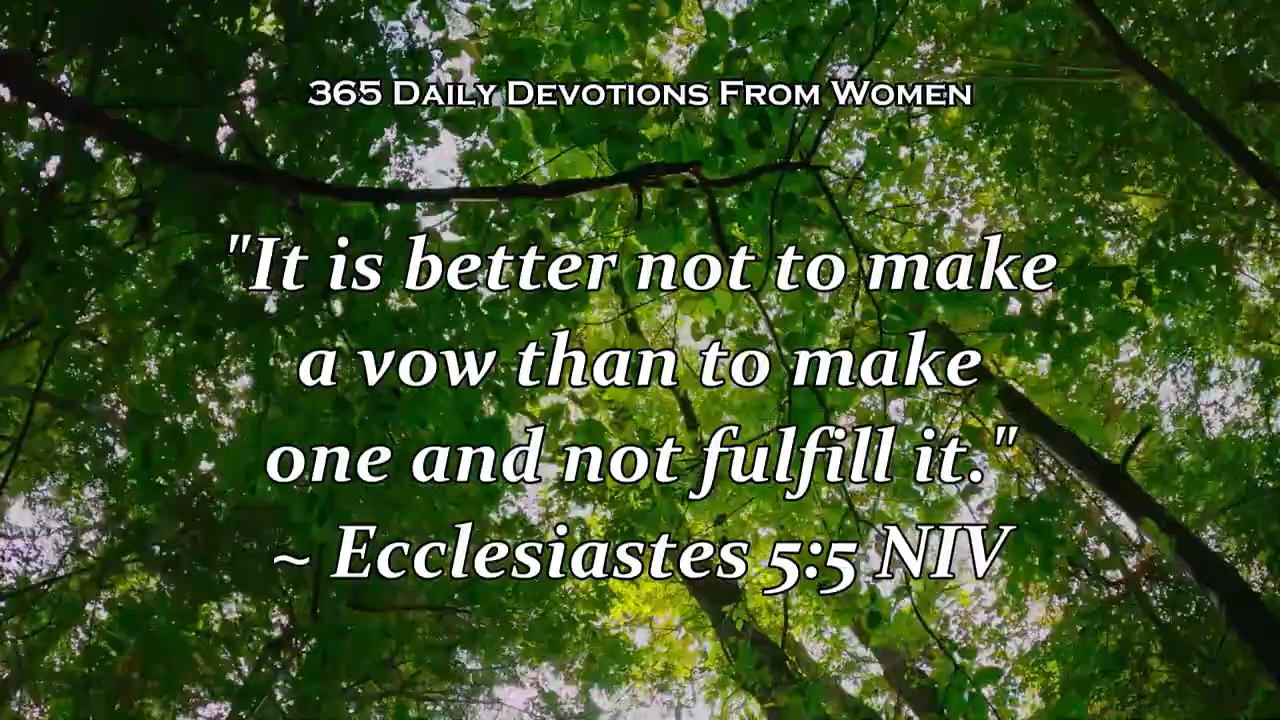 365 Daily Devotions From Women
"It is better not to make
a vow than to make
one and not fulfill it."
~ Ecclesiastes 5:5 NIV